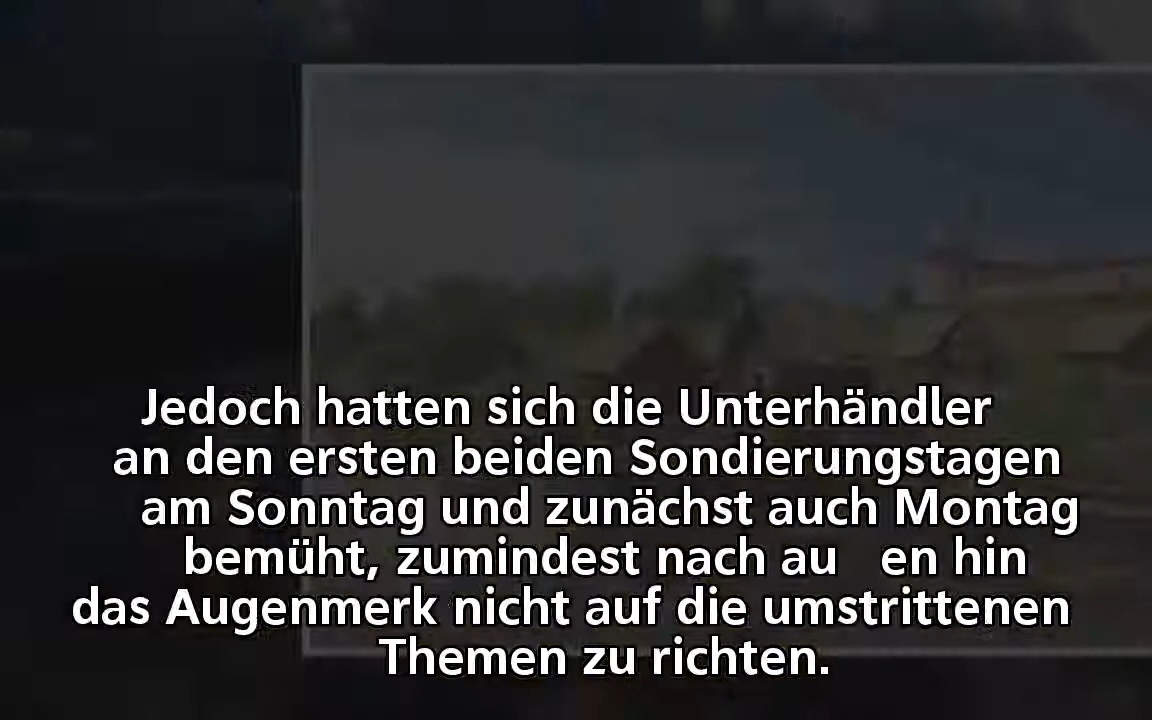 Jedoch hatten sich die Unterhändler
an den ersten beiden Sondierungstagen
am Sonntag und zunächst auch Montag
bemüht, zumindest nach au en hin
das Augenmerk nicht auf die umstrittenen
Themen zu richten.